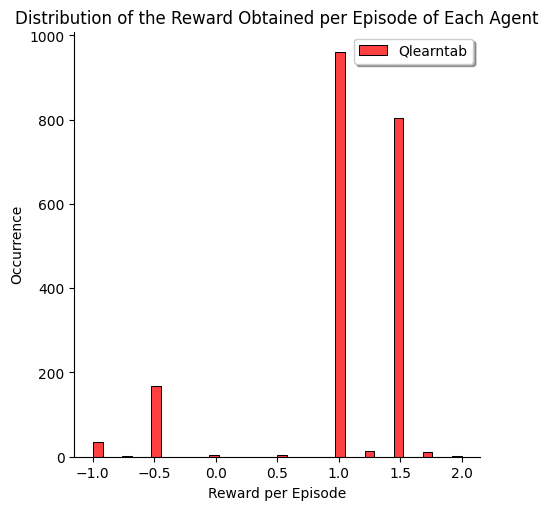 Distribution of the Reward Obtained per Episode of Each Agent
Qlearntab
1000
800
600
400
200
0
Occurrence
−1.0 −0.5 0.0 0.5 1.0 1.5 2.0
Reward per Episode